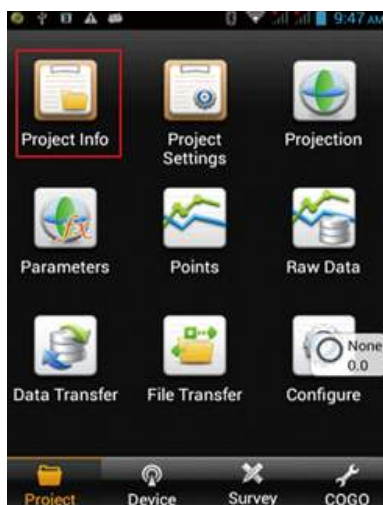 9:47 AM
Project Info
Project
Settings
Projection
Parameters
Points
Raw Data
Data Transfer
File Transfer
Configure
None
0.0
Project
Device
Survey
COGO